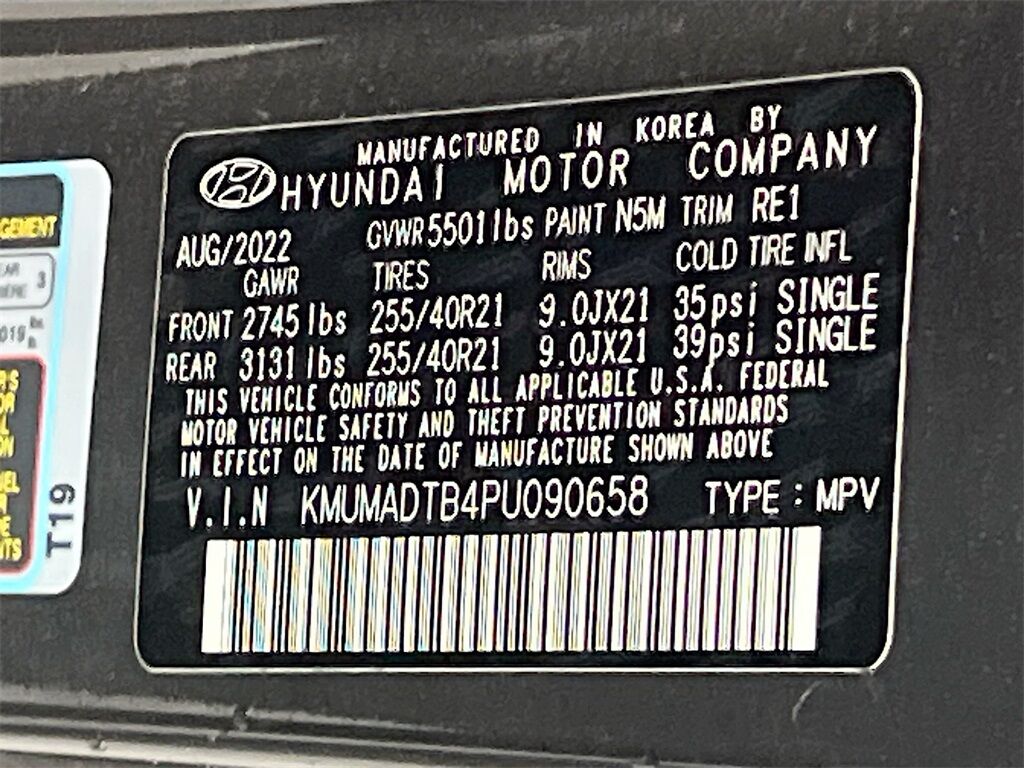 MANUFACTURED IN KOREA BY
HYUNDAI MOTOR COMPANY
AUG/2022 GVWR 5501 lbs PAINT N5M TRIM RE1
GAWR TIRES RIMS COLD TIRE INFL
FRONT 2745 lbs 255/40R21 9.0JX21 35psi SINGLE
REAR 3131 lbs 255/40R21 9.0JX21 39psi SINGLE
THIS VEHICLE CONFORMS TO ALL APPLICABLE U.S.A. FEDERAL
MOTOR VEHICLE SAFETY AND THEFT PREVENTION STANDARDS
IN EFFECT ON THE DATE OF MANUFACTURE SHOWN ABOVE
V.I.N KMUMADTB4PU090658 TYPE : MPV
3
T19